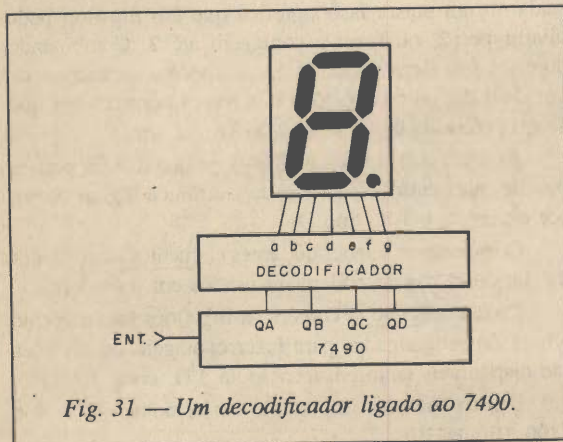 a b c d e f g
DECODIFICADOR
QA QB QC QD
ENT.
7490
Fig. 31 — Um decodificador ligado ao 7490.